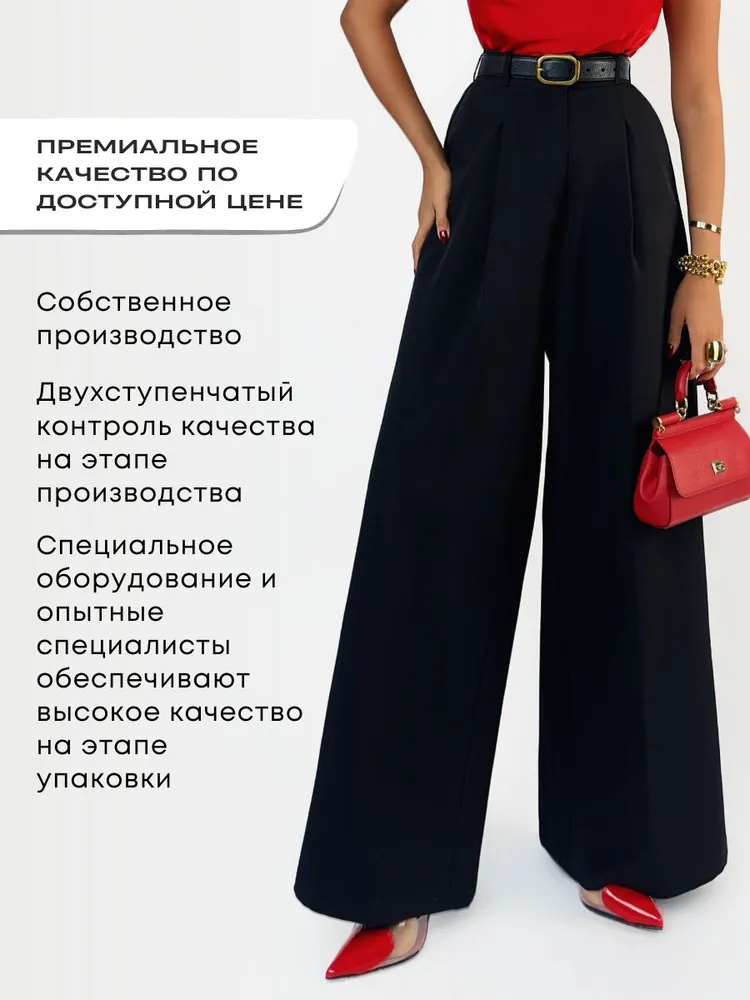 ПРЕМИАЛЬНОЕ
КАЧЕСТВО ПО
ДОСТУПНОЙ ЦЕНЕ
Собственное
производство
Двухступенчатый
контроль качества
на этапе
производства
Специальное
оборудование и
опытные
специалисты
обеспечивают
высокое качество
на этапе
упаковки